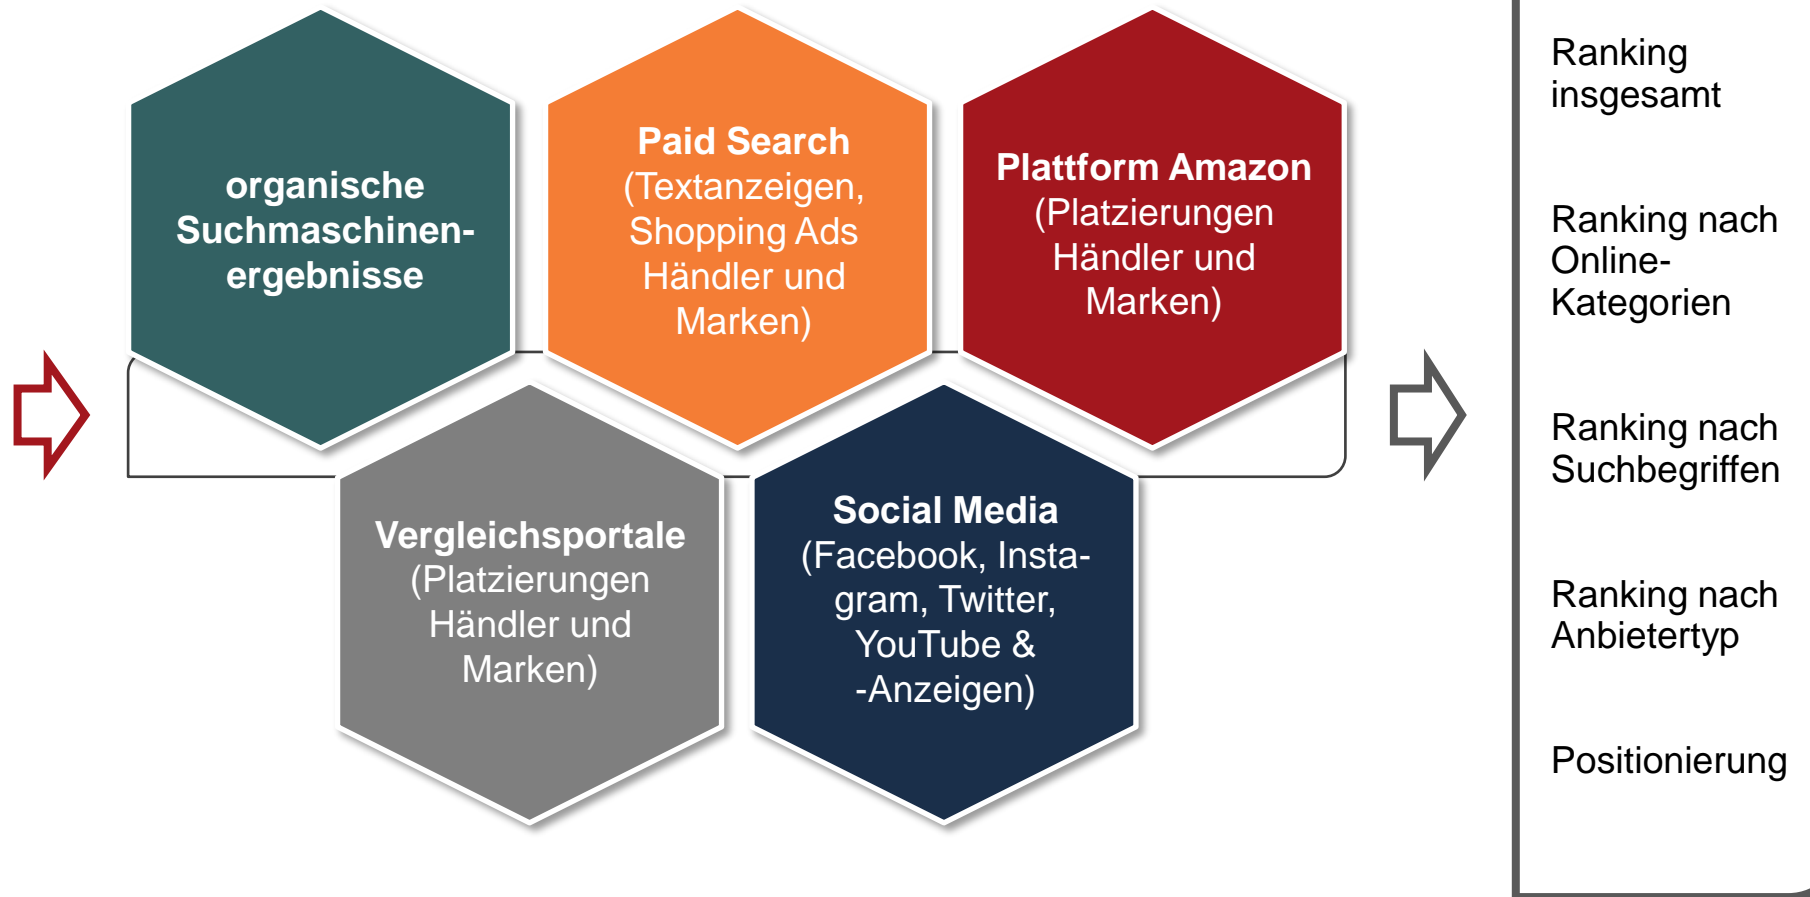 organische
Suchmaschinen-
ergebnisse
Paid Search
(Textanzeigen,
Shopping Ads
Händler und
Marken)
Plattform Amazon
(Platzierungen
Händler und
Marken)
Vergleichsportale
(Platzierungen
Händler und
Marken)
Social Media
(Facebook, Insta-
gram, Twitter,
YouTube &
-Anzeigen)
Ranking
insgesamt
Ranking nach
Online-
Kategorien
Ranking nach
Suchbegriffen
Ranking nach
Anbietertyp
Positionierung